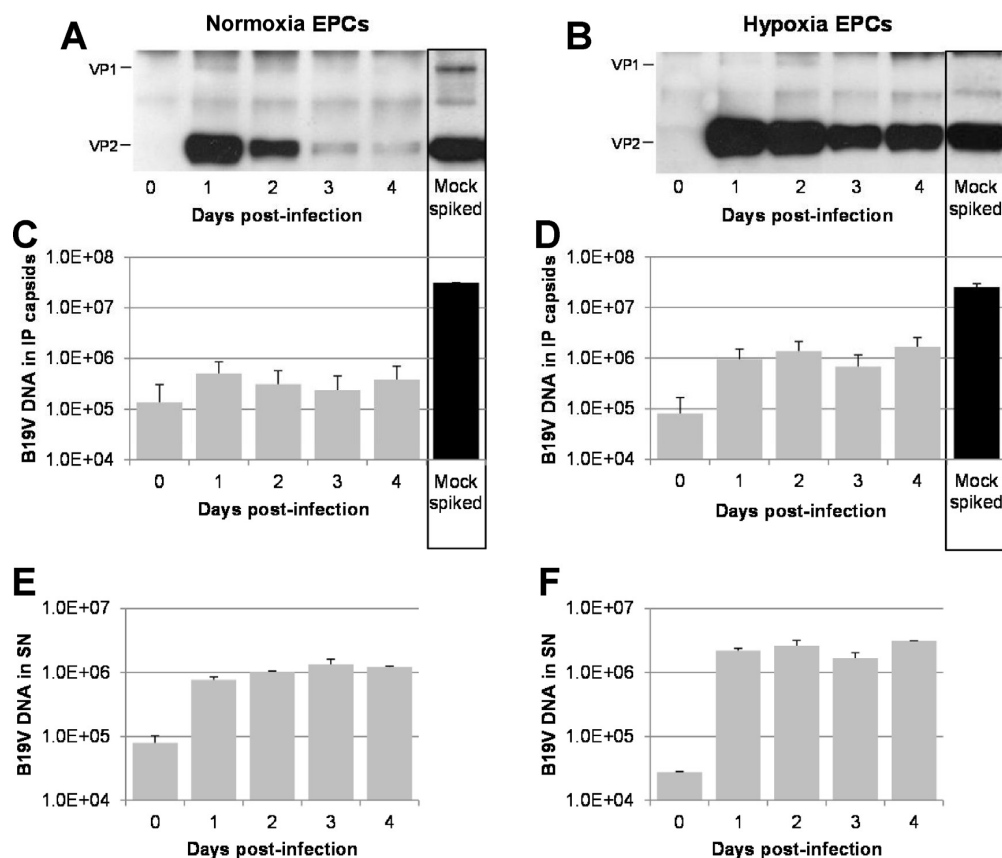 A
Normoxia EPCs
VP1
VP2
0 1 2 3 4 Mock spiked
Days post-infection
B
Hypoxia EPCs
VP1
VP2
0 1 2 3 4 Mock spiked
Days post-infection
C
B19V DNA in IP capsids
1.0E+08
1.0E+07
1.0E+06
1.0E+05
1.0E+04
0 1 2 3 4 Mock spiked
Days post-infection
D
B19V DNA in IP capsids
1.0E+08
1.0E+07
1.0E+06
1.0E+05
1.0E+04
0 1 2 3 4 Mock spiked
Days post-infection
E
B19V DNA in SN
1.0E+07
1.0E+06
1.0E+05
1.0E+04
0 1 2 3 4
Days post-infection
F
B19V DNA in SN
1.0E+07
1.0E+06
1.0E+05
1.0E+04
0 1 2 3 4
Days post-infection